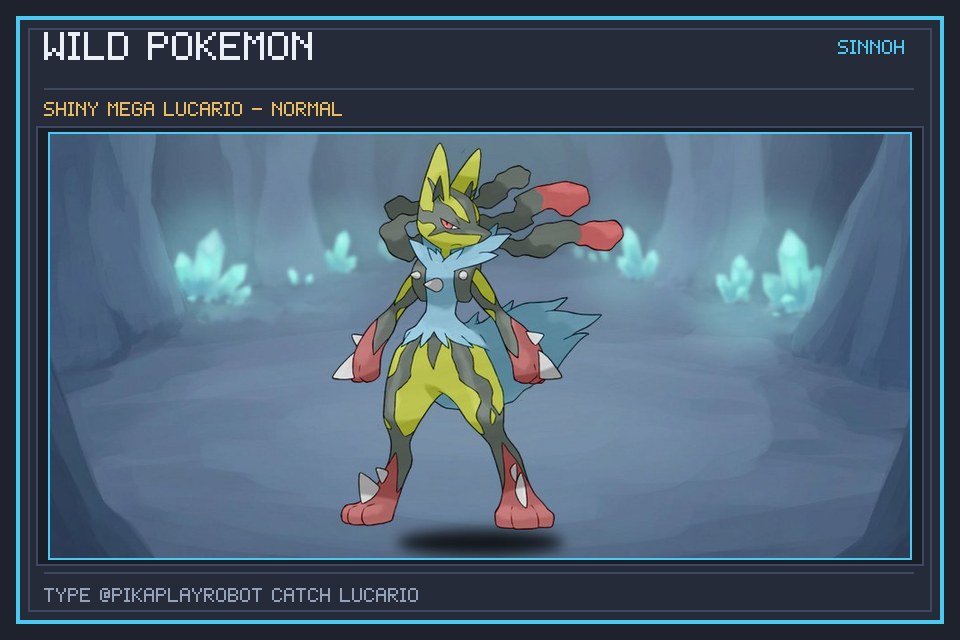 WILD POKEMON
SINNOH
SHINY MEGA LUCARIO - NORMAL
TYPE @PIKAPLAYROBOT CATCH LUCARIO